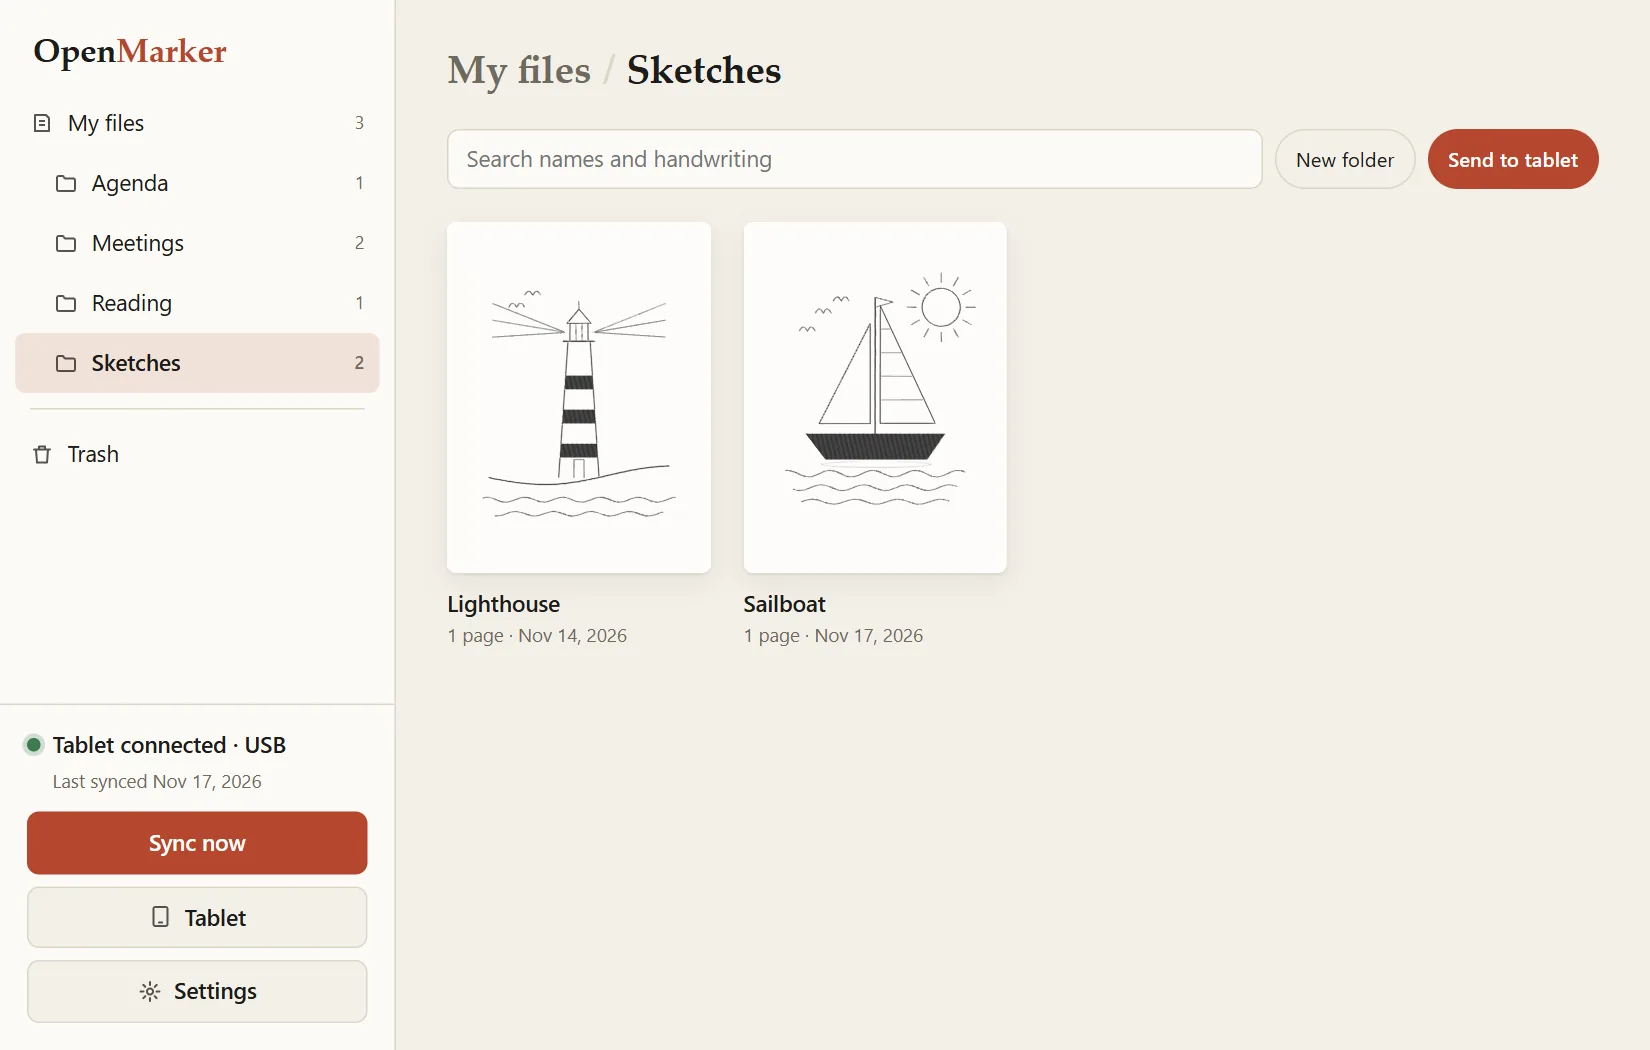 OpenMarker
My files 3
Agenda 1
Meetings 2
Reading 1
Sketches 2
Trash
Tablet connected · USB
Last synced Nov 17, 2026
Sync now
Tablet
Settings
My files / Sketches
Search names and handwriting
New folder
Send to tablet
Lighthouse
1 page · Nov 14, 2026
Sailboat
1 page · Nov 17, 2026